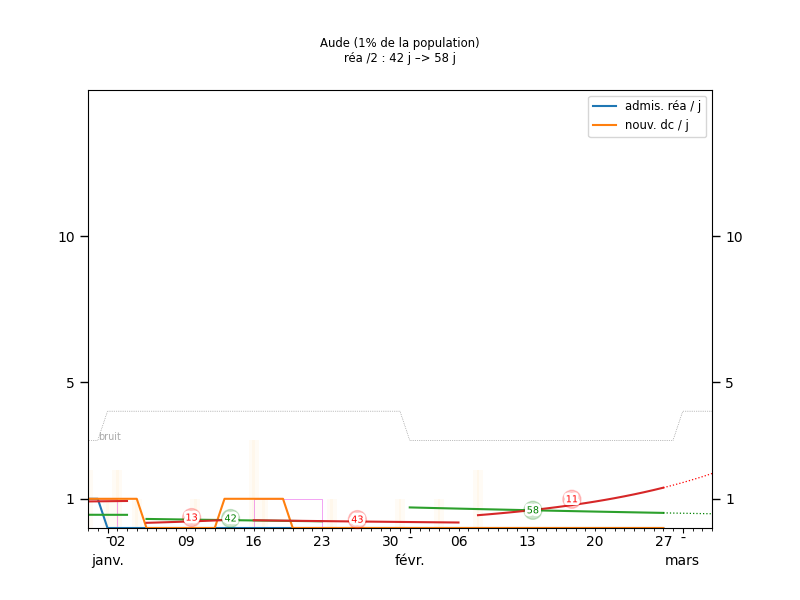 Aude (1% de la population)
réa /2 : 42 j –> 58 j
admis. réa / j
nouv. dc / j
10
10
5
5
bruit
1
1
13
42
43
58
11
02
09
16
23
30
06
13
20
27
janv.
févr.
mars